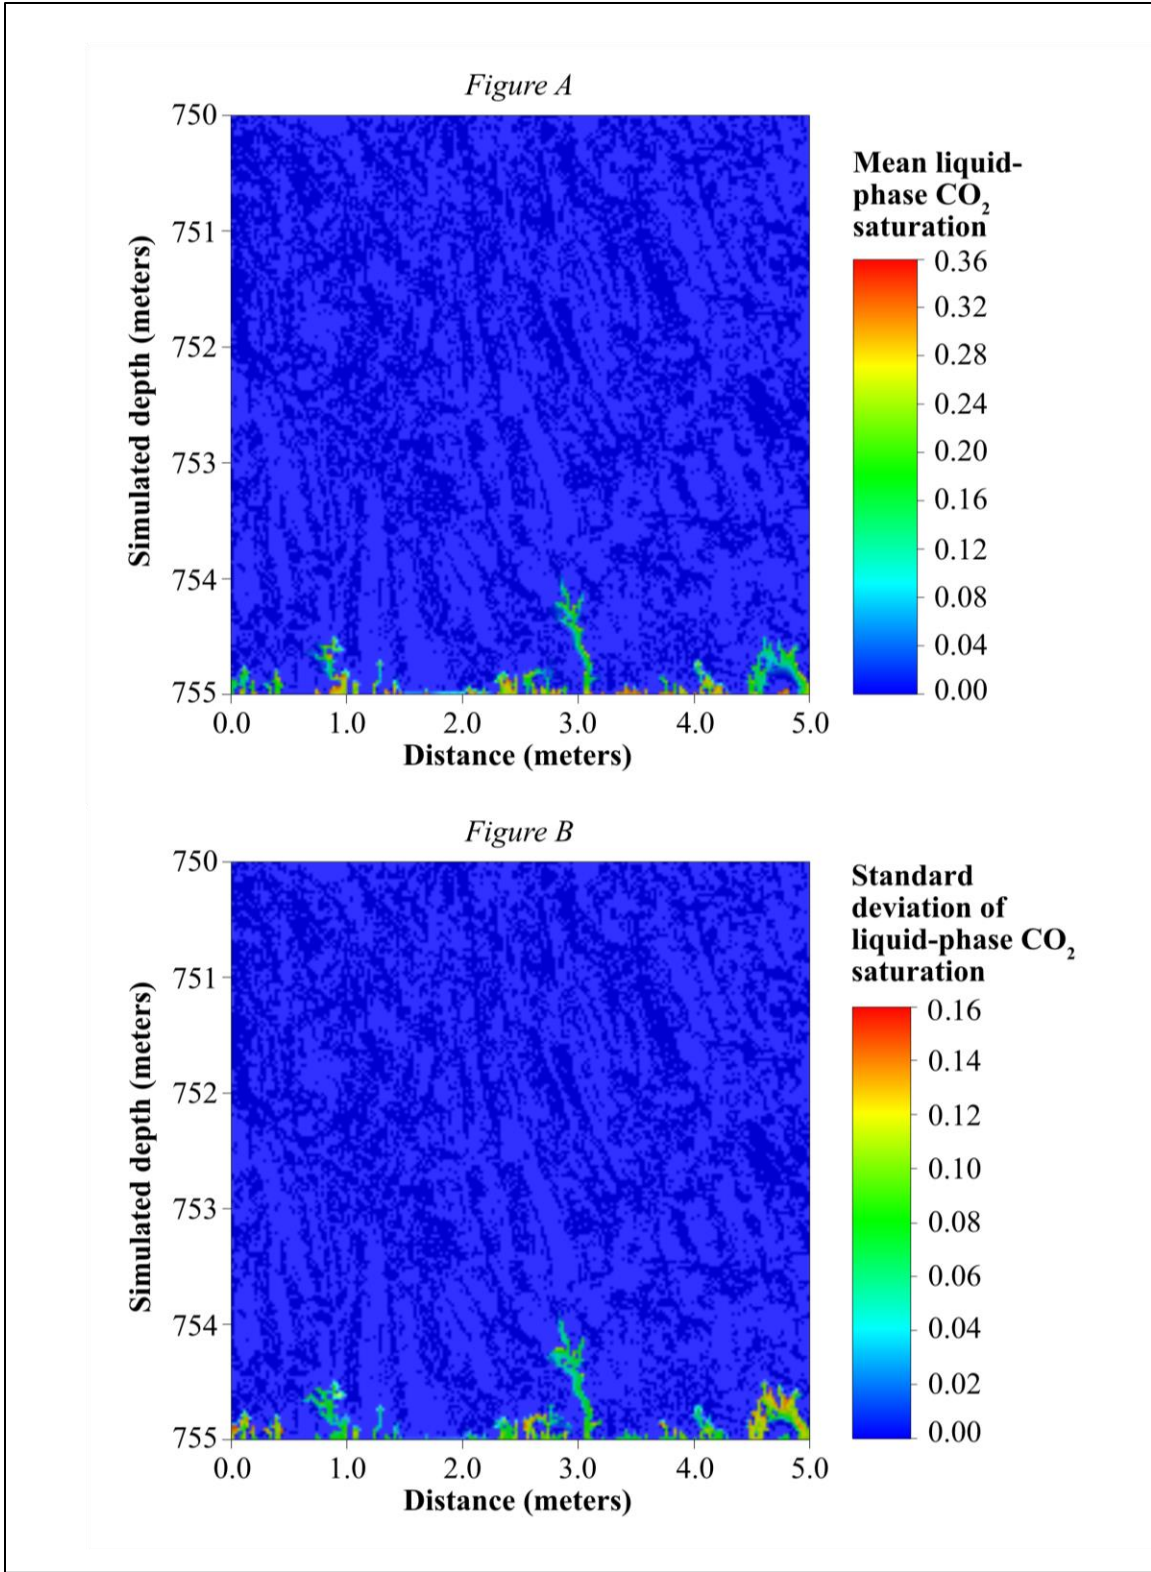 Figure A
750
751
752
753
754
755
Simulated depth (meters)
0.0 1.0 2.0 3.0 4.0 5.0
Distance (meters)
Mean liquid-
phase CO₂
saturation
0.36
0.32
0.28
0.24
0.20
0.16
0.12
0.08
0.04
0.00
Figure B
750
751
752
753
754
755
Simulated depth (meters)
0.0 1.0 2.0 3.0 4.0 5.0
Distance (meters)
Standard
deviation of
liquid-phase CO₂
saturation
0.16
0.14
0.12
0.10
0.08
0.06
0.04
0.02
0.00